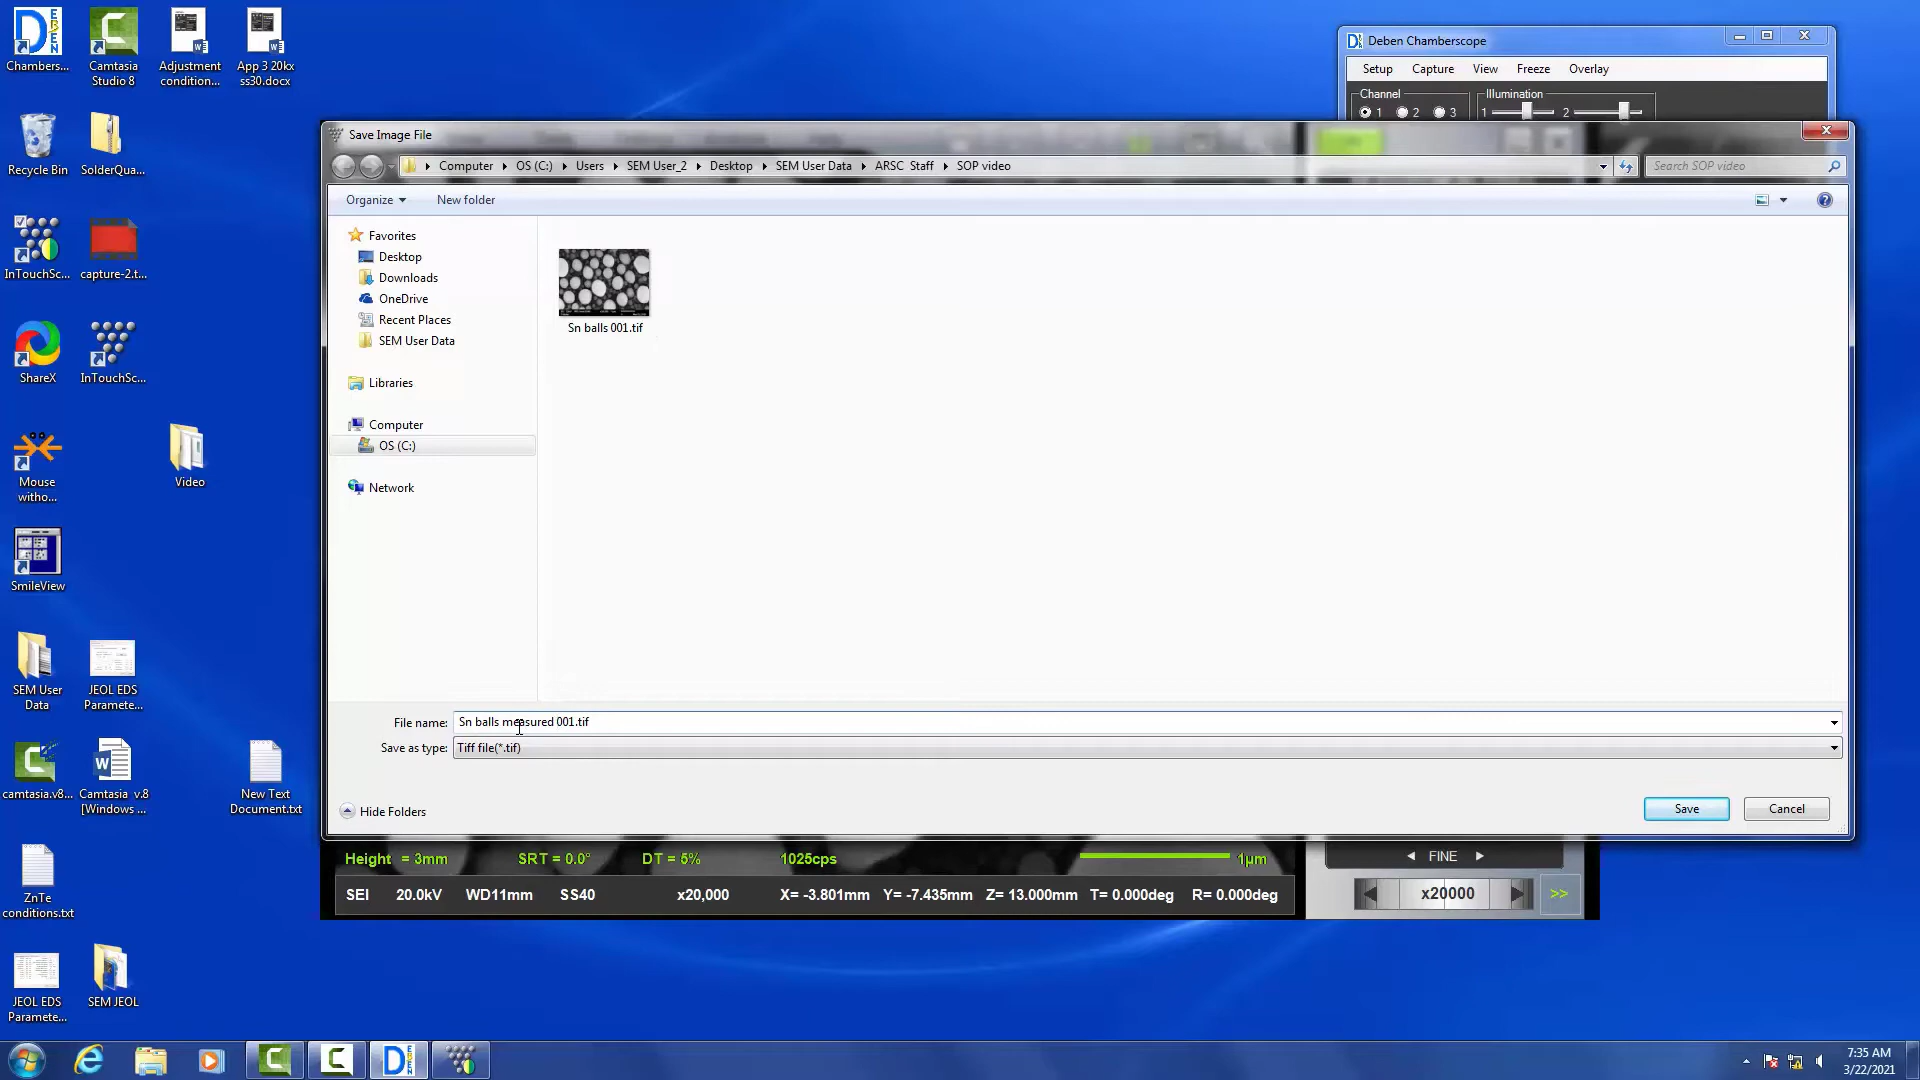 Chambers...
Camtasia
Studio 8
Adjustment
condition...
App 3 20kx
ss30.docx
Recycle Bin
SolderQua...
InTouchSc...
capture-2.t...
ShareX
InTouchSc...
Mouse
witho...
Video
SmileView
SEM User
Data
JEOL EDS
Paramete...
camtasia.v8...
Camtasia v.8
[Windows ...
New Text
Document.txt
ZnTe
conditions.txt
JEOL EDS
Paramete...
SEM JEOL
Deben Chamberscope
Setup Capture View Freeze Overlay
Channel Illumination
1 2 3 1 2
Save Image File
Computer OS (C:) Users SEM User_2 Desktop SEM User Data ARSC Staff SOP video
Search SOP video
Organize New folder
Favorites
Desktop
Downloads
OneDrive
Recent Places
SEM User Data
Libraries
Computer
OS (C:)
Network
Sn balls 001.tif
File name: Sn balls measured 001.tif
Save as type: Tiff file(*.tif)
Hide Folders
Save Cancel
Height = 3mm SRT = 0.0° DT = 5% 1025cps 1µm
SEI 20.0kV WD11mm SS40 x20,000 X= -3.801mm Y= -7.435mm Z= 13.000mm T= 0.000deg R= 0.000deg
FINE
x20000 >>
7:35 AM
3/22/2021